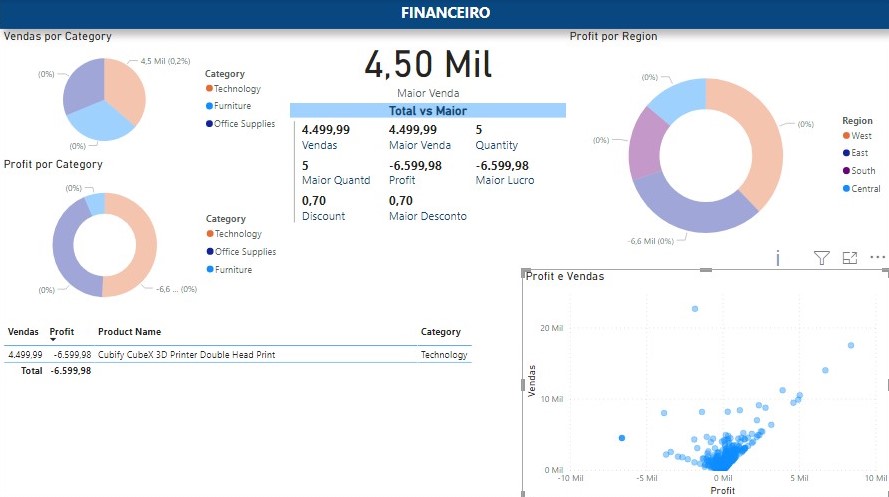 FINANCEIRO
Vendas por Category
(0%)
4,5 Mil (0,2%)
(0%)
Category
Technology
Furniture
Office Supplies
Profit por Category
(0%)
(0%)
-6,6 ... (0%)
Category
Technology
Office Supplies
Furniture
4,50 Mil
Maior Venda
Total vs Maior
4.499,99 4.499,99 5
Vendas Maior Venda Quantity
5 -6.599,98 -6.599,98
Maior Quantd Profit Maior Lucro
0,70 0,70
Discount Maior Desconto
Profit por Region
(0%)
(0%)
(0%)
-6,6 Mil (0%)
Region
West
East
South
Central
Vendas Profit Product Name Category
4.499,99 -6.599,98 Cubify CubeX 3D Printer Double Head Print Technology
Total -6.599,98
Profit e Vendas
Vendas
20 Mil
10 Mil
0 Mil
-10 Mil -5 Mil 0 Mil 5 Mil 10 Mil
Profit